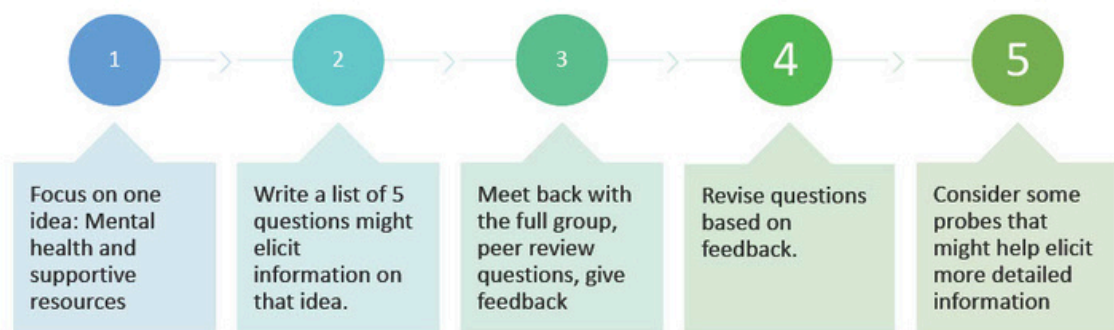 1
2
3
4
5
Focus on one
idea: Mental
health and
supportive
resources
Write a list of 5
questions might
elicit
information on
that idea.
Meet back with
the full group,
peer review
questions, give
feedback
Revise questions
based on
feedback.
Consider some
probes that
might help elicit
more detailed
information